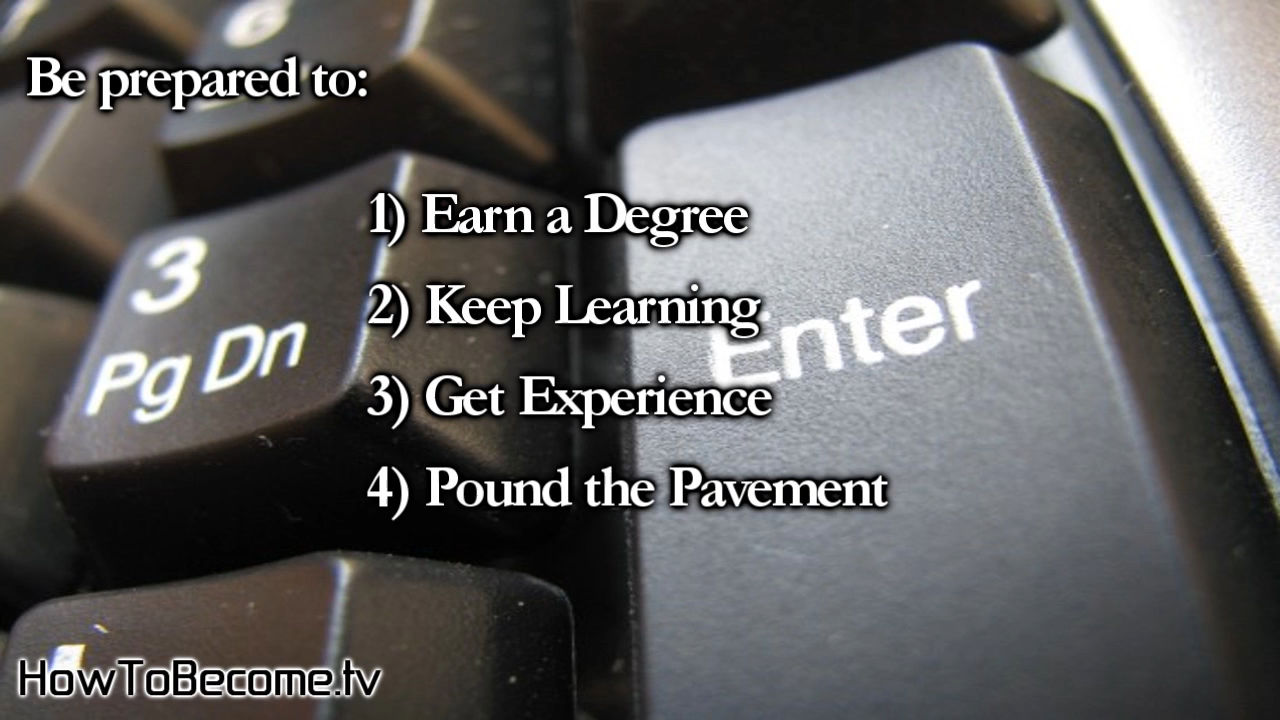 6
Be prepared to:
1) Earn a Degree
3
2) Keep Learning
Enter
Pg Dn
3) Get Experience
4) Pound the Pavement
HowToBecome.tv